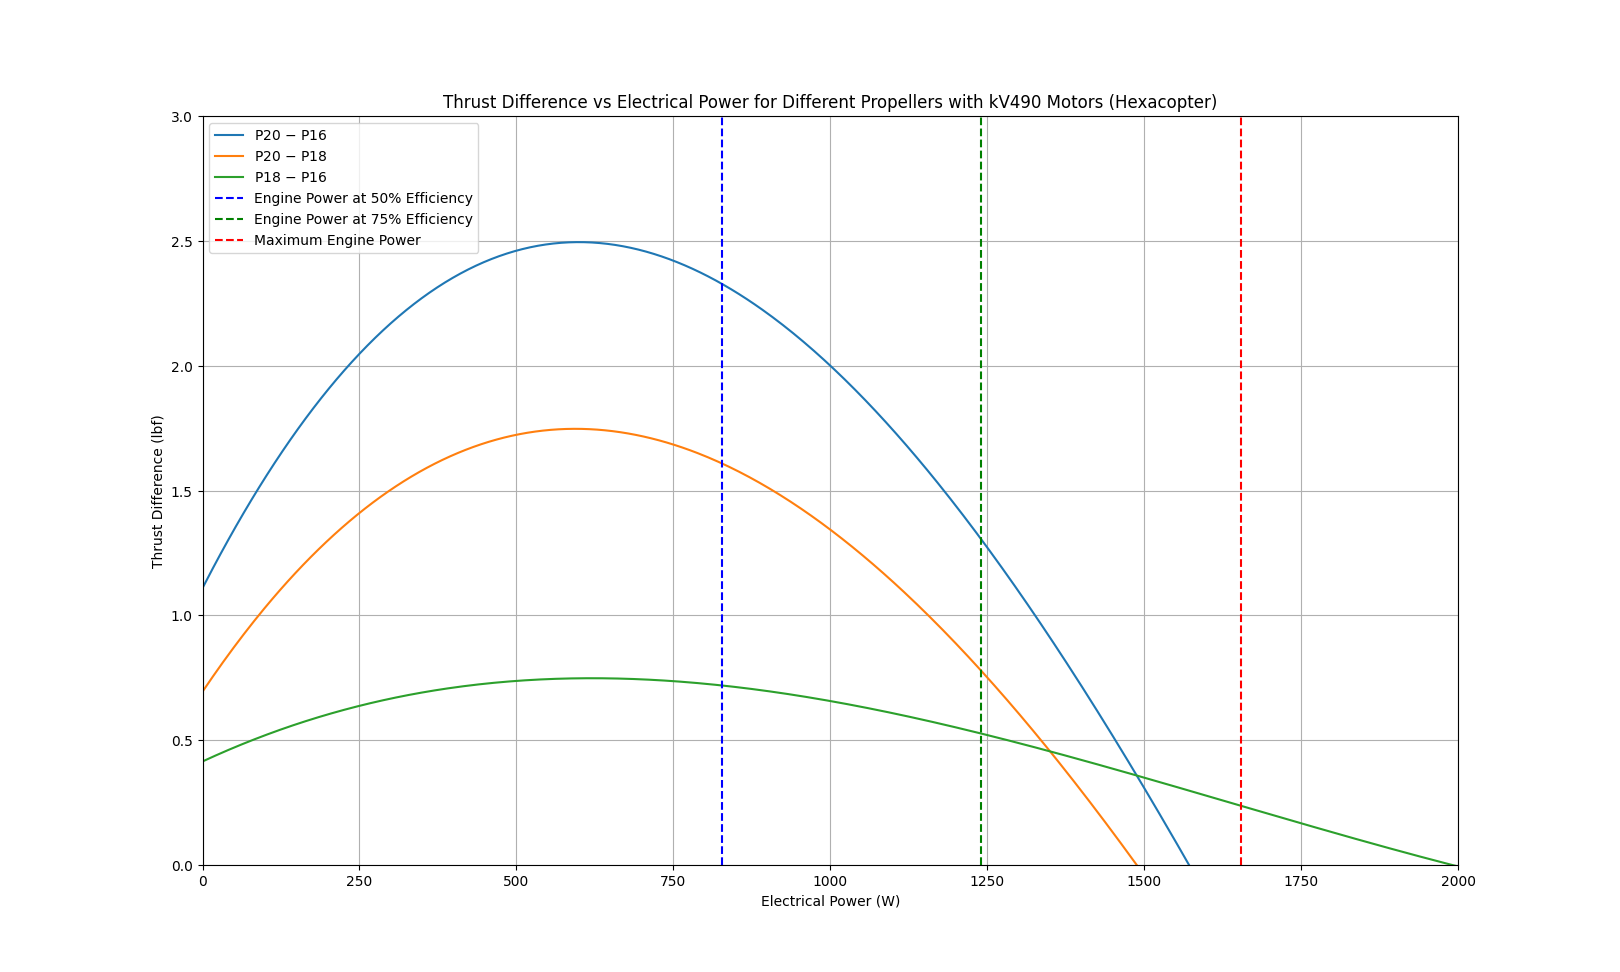 Thrust Difference vs Electrical Power for Different Propellers with kV490 Motors (Hexacopter)
3.0
2.5
2.0
1.5
1.0
0.5
0.0
Thrust Difference (lbf)
P20 − P16
P20 − P18
P18 − P16
Engine Power at 50% Efficiency
Engine Power at 75% Efficiency
Maximum Engine Power
0 250 500 750 1000 1250 1500 1750 2000
Electrical Power (W)